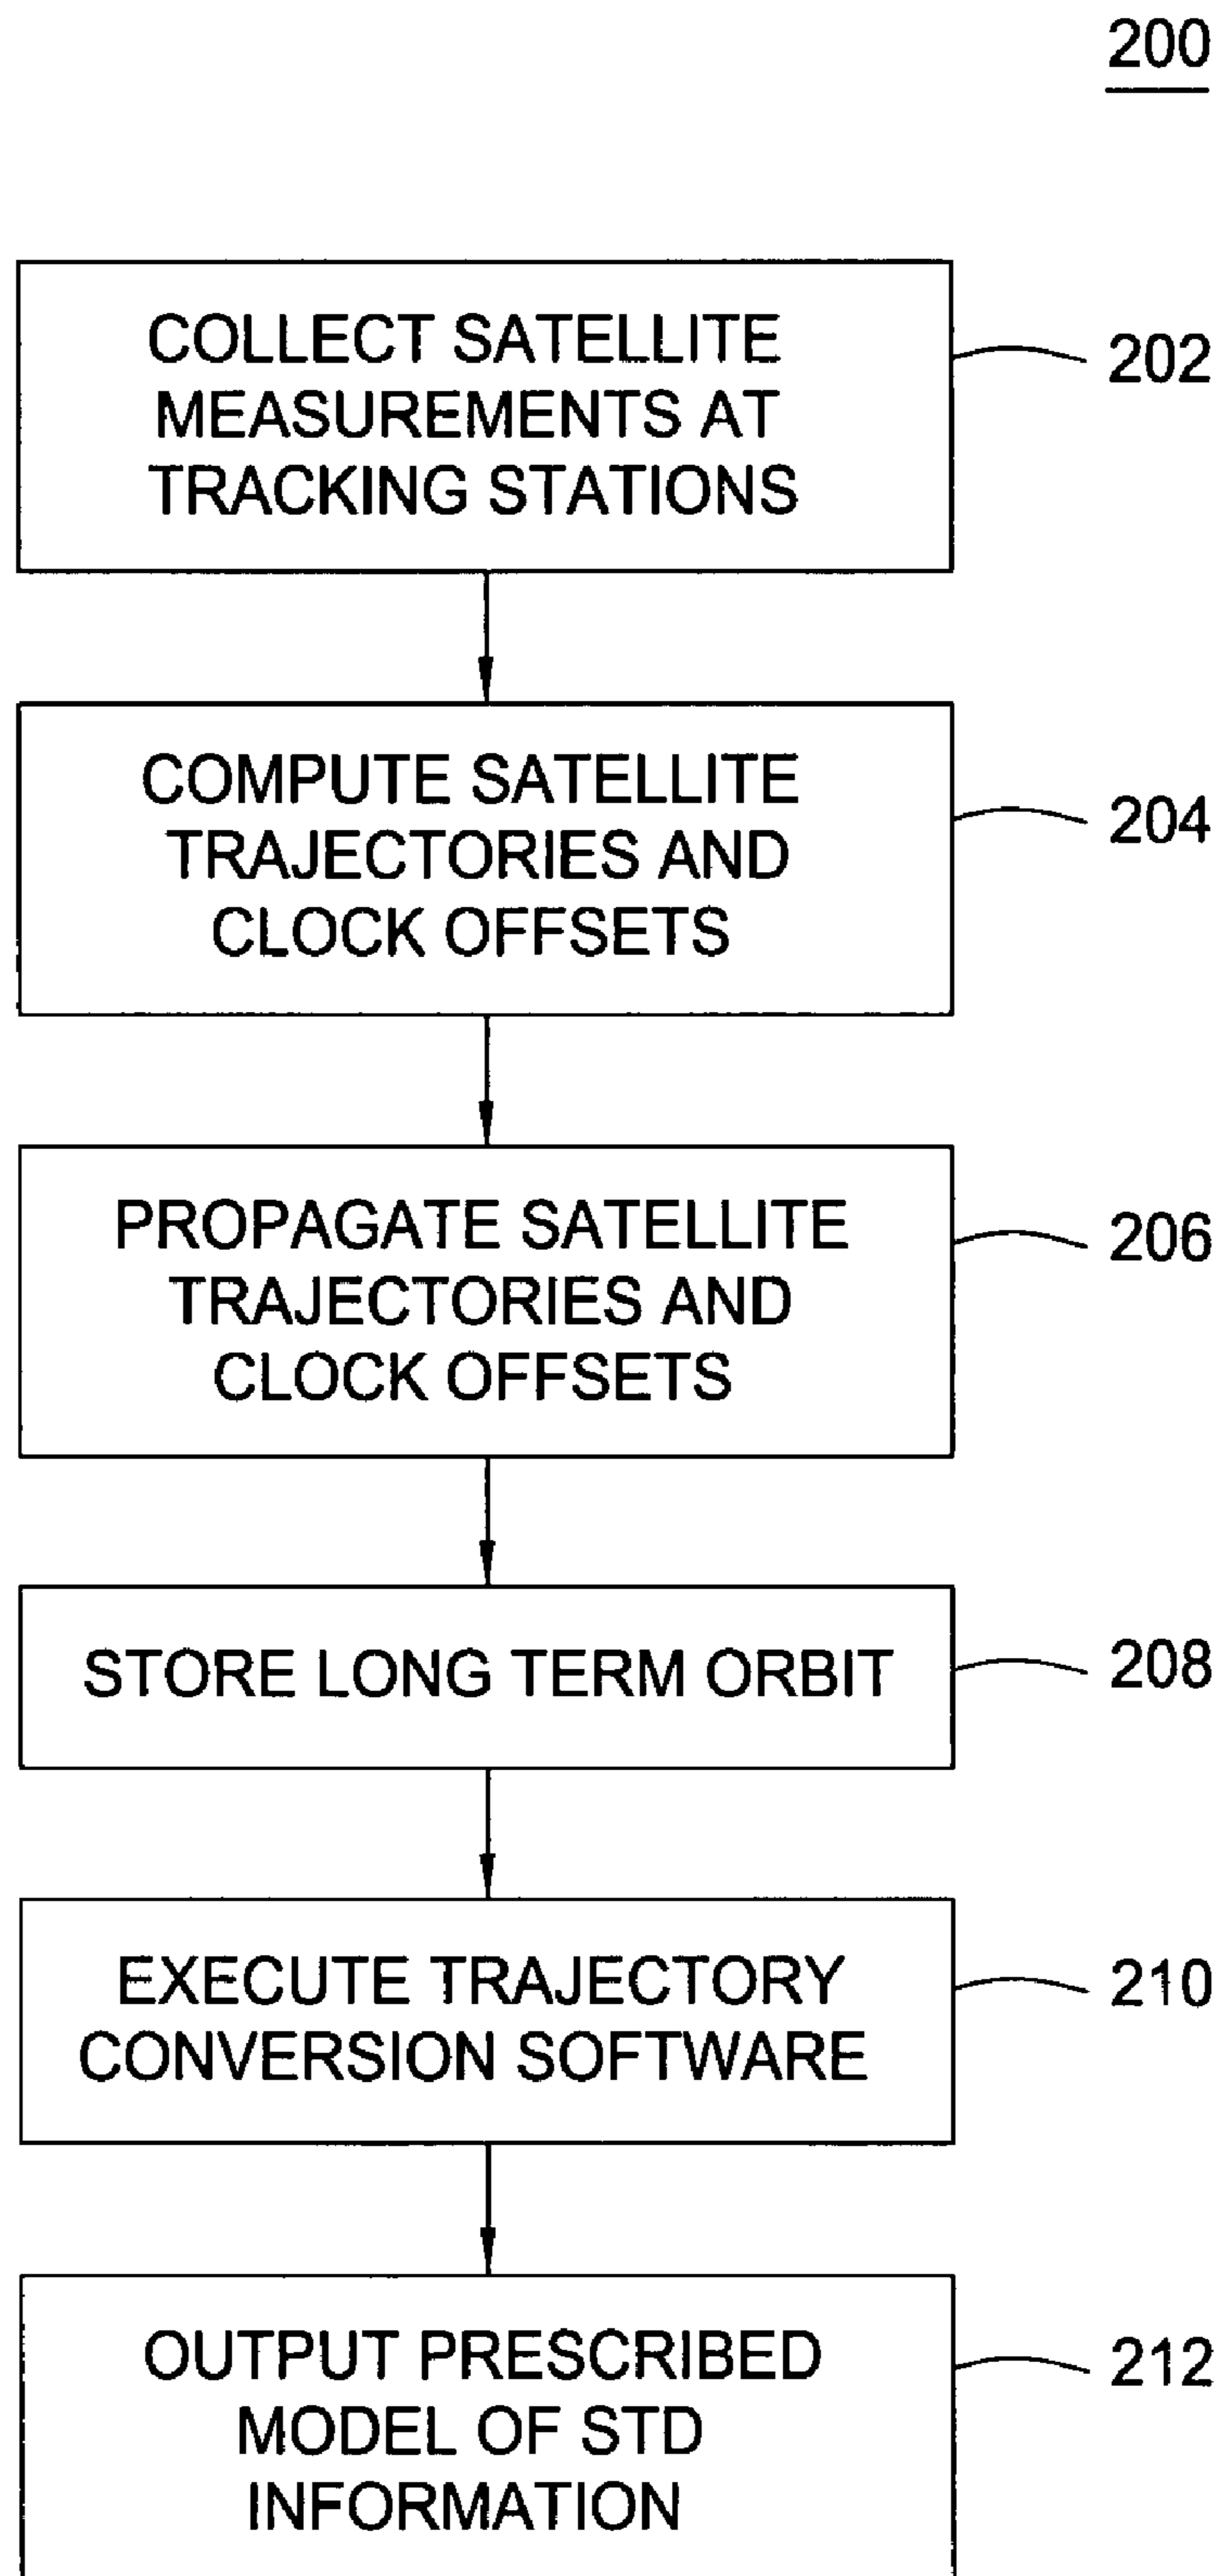 200
COLLECT SATELLITE
MEASUREMENTS AT
TRACKING STATIONS
202
COMPUTE SATELLITE
TRAJECTORIES AND
CLOCK OFFSETS
204
PROPAGATE SATELLITE
TRAJECTORIES AND
CLOCK OFFSETS
206
STORE LONG TERM ORBIT
208
EXECUTE TRAJECTORY
CONVERSION SOFTWARE
210
OUTPUT PRESCRIBED
MODEL OF STD
INFORMATION
212